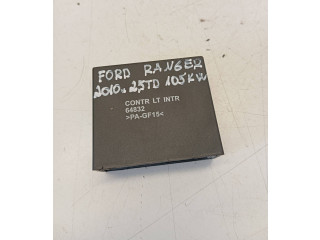 FORD RANGER
2010. 2,5TD 105KW
CONTR LT INTR
64832
>PA-GF15<